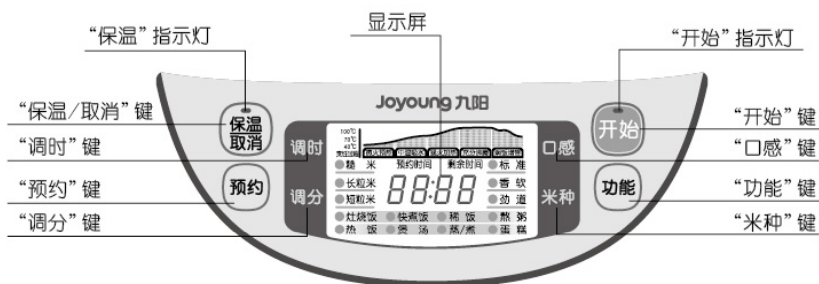 显示屏
“保温”指示灯
“开始”指示灯
Joyoung 九阳
“保温/取消”键
保温
取消
开始
“开始”键
“调时”键
调时
100℃
口感
“口感”键
预约时间
剩余时间
糙 米
标 准
长粒米
88:88
香 软
短粒米
劲 道
“预约”键
预约
调分
米种
功能
“功能”键
“调分”键
灶烧饭
快煮饭
稀 饭
熬 粥
热 饭
煲 汤
蒸/煮
蛋 糕
“米种”键